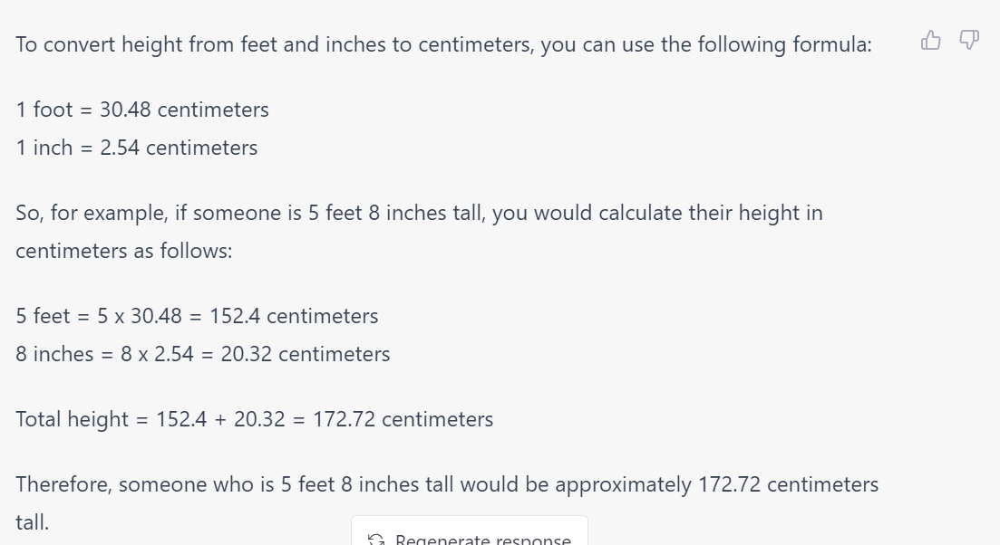 To convert height from feet and inches to centimeters, you can use the following formula:
1 foot = 30.48 centimeters
1 inch = 2.54 centimeters
So, for example, if someone is 5 feet 8 inches tall, you would calculate their height in
centimeters as follows:
5 feet = 5 x 30.48 = 152.4 centimeters
8 inches = 8 x 2.54 = 20.32 centimeters
Total height = 152.4 + 20.32 = 172.72 centimeters
Therefore, someone who is 5 feet 8 inches tall would be approximately 172.72 centimeters
tall.
Regenerate response